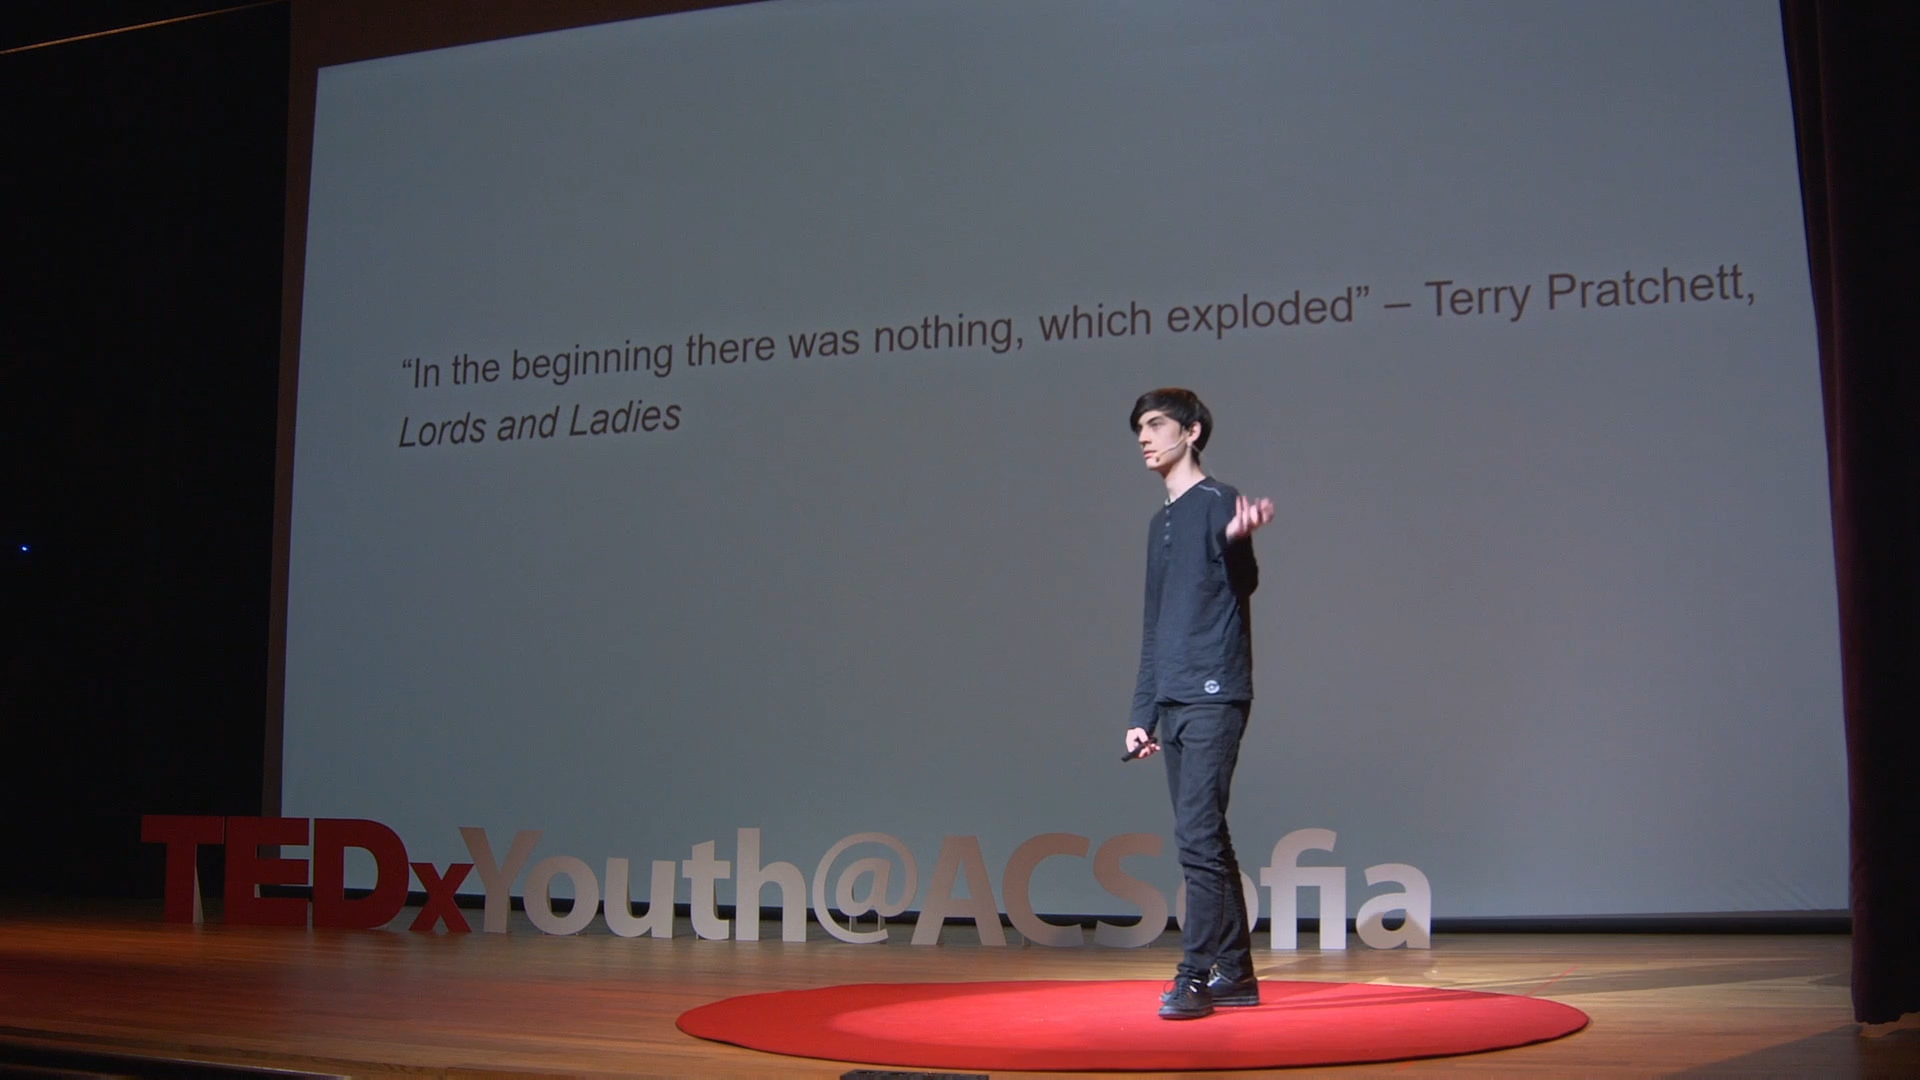 “In the beginning there was nothing, which exploded” – Terry Pratchett,
Lords and Ladies
TEDxYouth@ACSofia